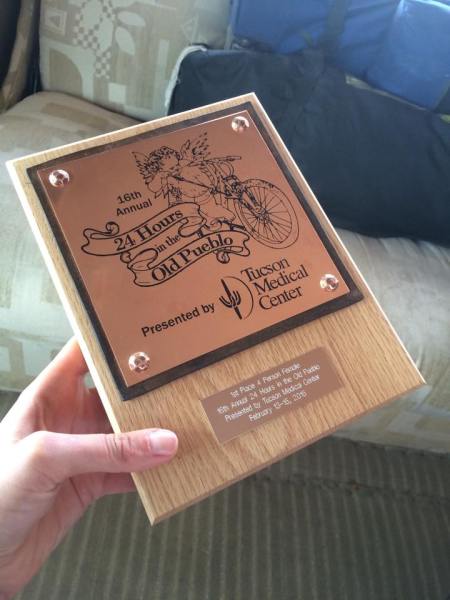 16th
Annual
24 Hours
in the
Old Pueblo
Presented by
Tucson
Medical
Center
1st Place 4 Person Female
16th Annual 24 Hours in the Old Pueblo
Presented by Tucson Medical Center
February 13-15, 2015